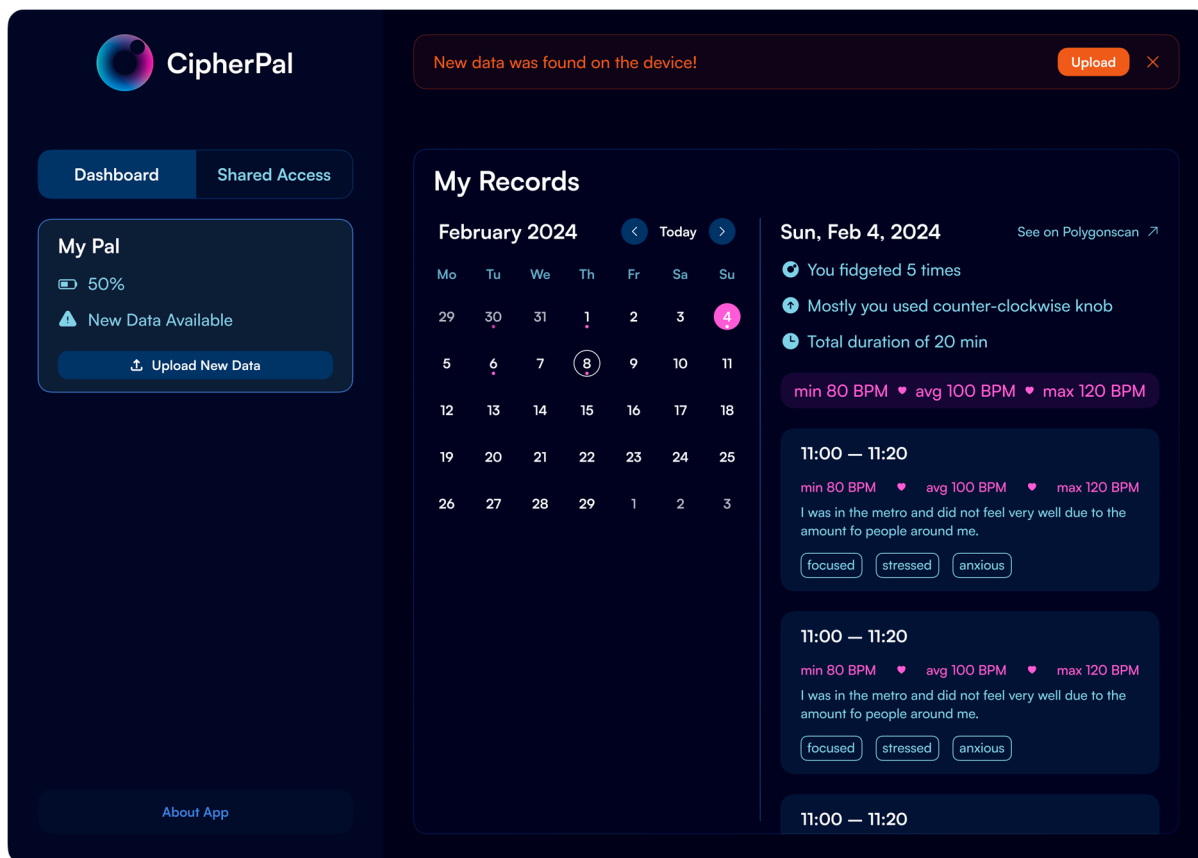 CipherPal
New data was found on the device!
Upload
Dashboard
Shared Access
My Pal
50%
New Data Available
Upload New Data
About App
My Records
February 2024
Today
Mo Tu We Th Fr Sa Su
29 30 31 1 2 3 4
5 6 7 8 9 10 11
12 13 14 15 16 17 18
19 20 21 22 23 24 25
26 27 28 29 1 2 3
Sun, Feb 4, 2024
See on Polygonscan
You fidgeted 5 times
Mostly you used counter-clockwise knob
Total duration of 20 min
min 80 BPM avg 100 BPM max 120 BPM
11:00 — 11:20
min 80 BPM avg 100 BPM max 120 BPM
I was in the metro and did not feel very well due to the
amount fo people around me.
focused stressed anxious
11:00 — 11:20
min 80 BPM avg 100 BPM max 120 BPM
I was in the metro and did not feel very well due to the
amount fo people around me.
focused stressed anxious
11:00 — 11:20